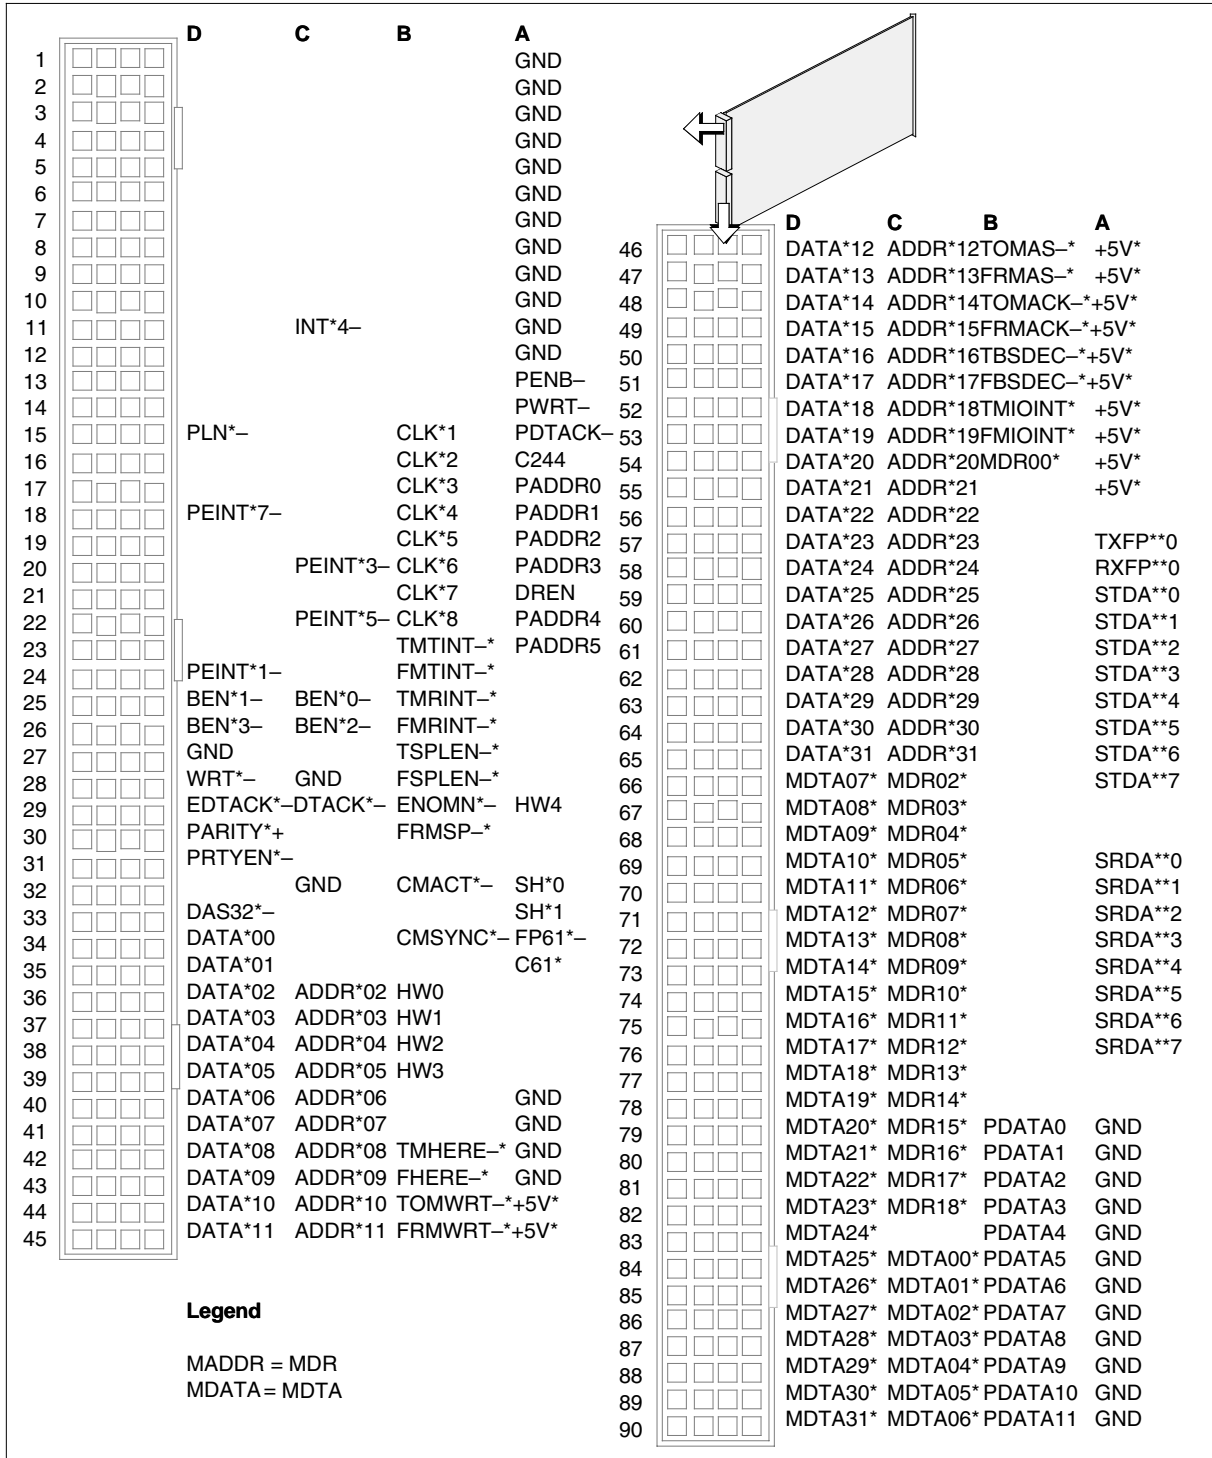 D C B A
1 GND
2 GND
3 GND
4 GND
5 GND
6 GND
7 GND
8 GND
9 GND
10 GND
11 INT*4– GND
12 GND
13 PENB–
14 PWRT–
15 PLN*– CLK*1 PDTACK–
16 CLK*2 C244
17 CLK*3 PADDR0
18 PEINT*7– CLK*4 PADDR1
19 CLK*5 PADDR2
20 PEINT*3– CLK*6 PADDR3
21 CLK*7 DREN
22 PEINT*5– CLK*8 PADDR4
23 TMTINT–* PADDR5
24 PEINT*1– FMTINT–*
25 BEN*1– BEN*0– TMRINT–*
26 BEN*3– BEN*2– FMRINT–*
27 GND TSPLEN–*
28 WRT*– GND FSPLEN–*
29 EDTACK*– DTACK*– ENOMN*– HW4
30 PARITY*+ FRMSP–*
31 PRTYEN*–
32 GND CMACT*– SH*0
33 DAS32*– SH*1
34 DATA*00 CMSYNC*– FP61*–
35 DATA*01 C61*
36 DATA*02 ADDR*02 HW0
37 DATA*03 ADDR*03 HW1
38 DATA*04 ADDR*04 HW2
39 DATA*05 ADDR*05 HW3
40 DATA*06 ADDR*06 GND
41 DATA*07 ADDR*07 GND
42 DATA*08 ADDR*08 TMHERE–* GND
43 DATA*09 ADDR*09 FHERE–* GND
44 DATA*10 ADDR*10 TOMWRT–* +5V*
45 DATA*11 ADDR*11 FRMWRT–* +5V*
Legend
MADDR = MDR
MDATA = MDTA
D C B A
46 DATA*12 ADDR*12 TOMAS–* +5V*
47 DATA*13 ADDR*13 FRMAS–* +5V*
48 DATA*14 ADDR*14 TOMACK–* +5V*
49 DATA*15 ADDR*15 FRMACK–* +5V*
50 DATA*16 ADDR*16 TBSDEC–* +5V*
51 DATA*17 ADDR*17 FBSDEC–* +5V*
52 DATA*18 ADDR*18 TMIOINT* +5V*
53 DATA*19 ADDR*19 FMIOINT* +5V*
54 DATA*20 ADDR*20 MDR00* +5V*
55 DATA*21 ADDR*21 +5V*
56 DATA*22 ADDR*22
57 DATA*23 ADDR*23 TXFP**0
58 DATA*24 ADDR*24 RXFP**0
59 DATA*25 ADDR*25 STDA**0
60 DATA*26 ADDR*26 STDA**1
61 DATA*27 ADDR*27 STDA**2
62 DATA*28 ADDR*28 STDA**3
63 DATA*29 ADDR*29 STDA**4
64 DATA*30 ADDR*30 STDA**5
65 DATA*31 ADDR*31 STDA**6
66 MDTA07* MDR02* STDA**7
67 MDTA08* MDR03*
68 MDTA09* MDR04*
69 MDTA10* MDR05* SRDA**0
70 MDTA11* MDR06* SRDA**1
71 MDTA12* MDR07* SRDA**2
72 MDTA13* MDR08* SRDA**3
73 MDTA14* MDR09* SRDA**4
74 MDTA15* MDR10* SRDA**5
75 MDTA16* MDR11* SRDA**6
76 MDTA17* MDR12* SRDA**7
77 MDTA18* MDR13*
78 MDTA19* MDR14*
79 MDTA20* MDR15* PDATA0 GND
80 MDTA21* MDR16* PDATA1 GND
81 MDTA22* MDR17* PDATA2 GND
82 MDTA23* MDR18* PDATA3 GND
83 MDTA24* PDATA4 GND
84 MDTA25* MDTA00* PDATA5 GND
85 MDTA26* MDTA01* PDATA6 GND
86 MDTA27* MDTA02* PDATA7 GND
87 MDTA28* MDTA03* PDATA8 GND
88 MDTA29* MDTA04* PDATA9 GND
89 MDTA30* MDTA05* PDATA10 GND
90 MDTA31* MDTA06* PDATA11 GND